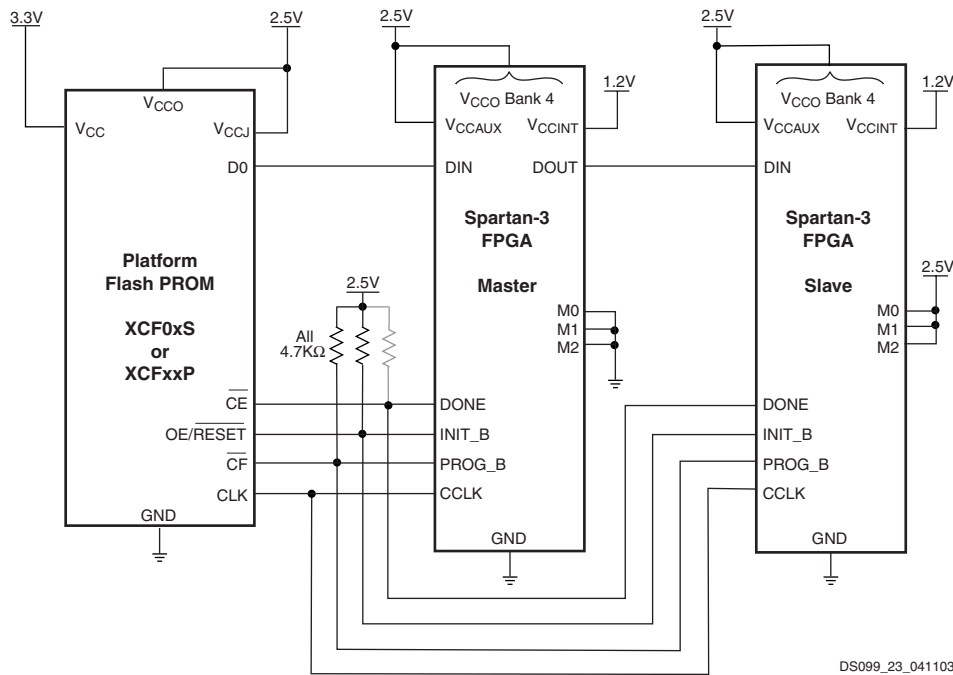 3.3V
2.5V
2.5V
2.5V
1.2V
1.2V
VCCO
VCC
VCCJ
D0
Platform
Flash PROM
XCF0xS
or
XCFxxP
CE
OE/RESET
CF
CLK
GND
2.5V
All
4.7KΩ
VCCO Bank 4
VCCAUX
VCCINT
DIN
DOUT
Spartan-3
FPGA
Master
M0
M1
M2
DONE
INIT_B
PROG_B
CCLK
GND
VCCO Bank 4
VCCAUX
VCCINT
DIN
Spartan-3
FPGA
Slave
2.5V
M0
M1
M2
DONE
INIT_B
PROG_B
CCLK
GND
DS099_23_041103